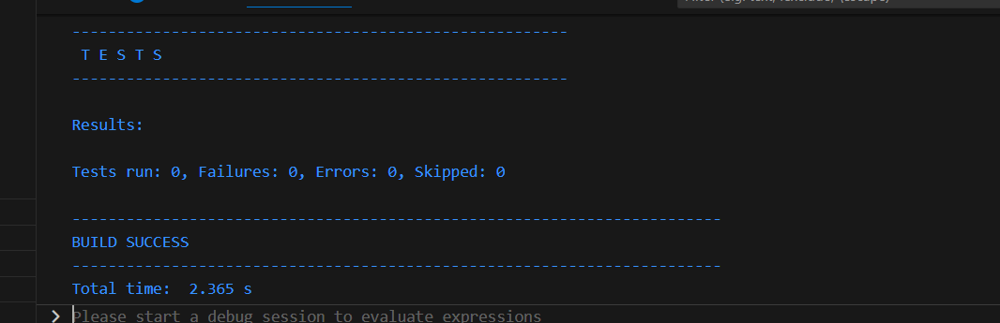 -------------------------------------------------------
T E S T S
-------------------------------------------------------
Results:
Tests run: 0, Failures: 0, Errors: 0, Skipped: 0
------------------------------------------------------------------------
BUILD SUCCESS
------------------------------------------------------------------------
Total time:  2.365 s
Please start a debug session to evaluate expressions